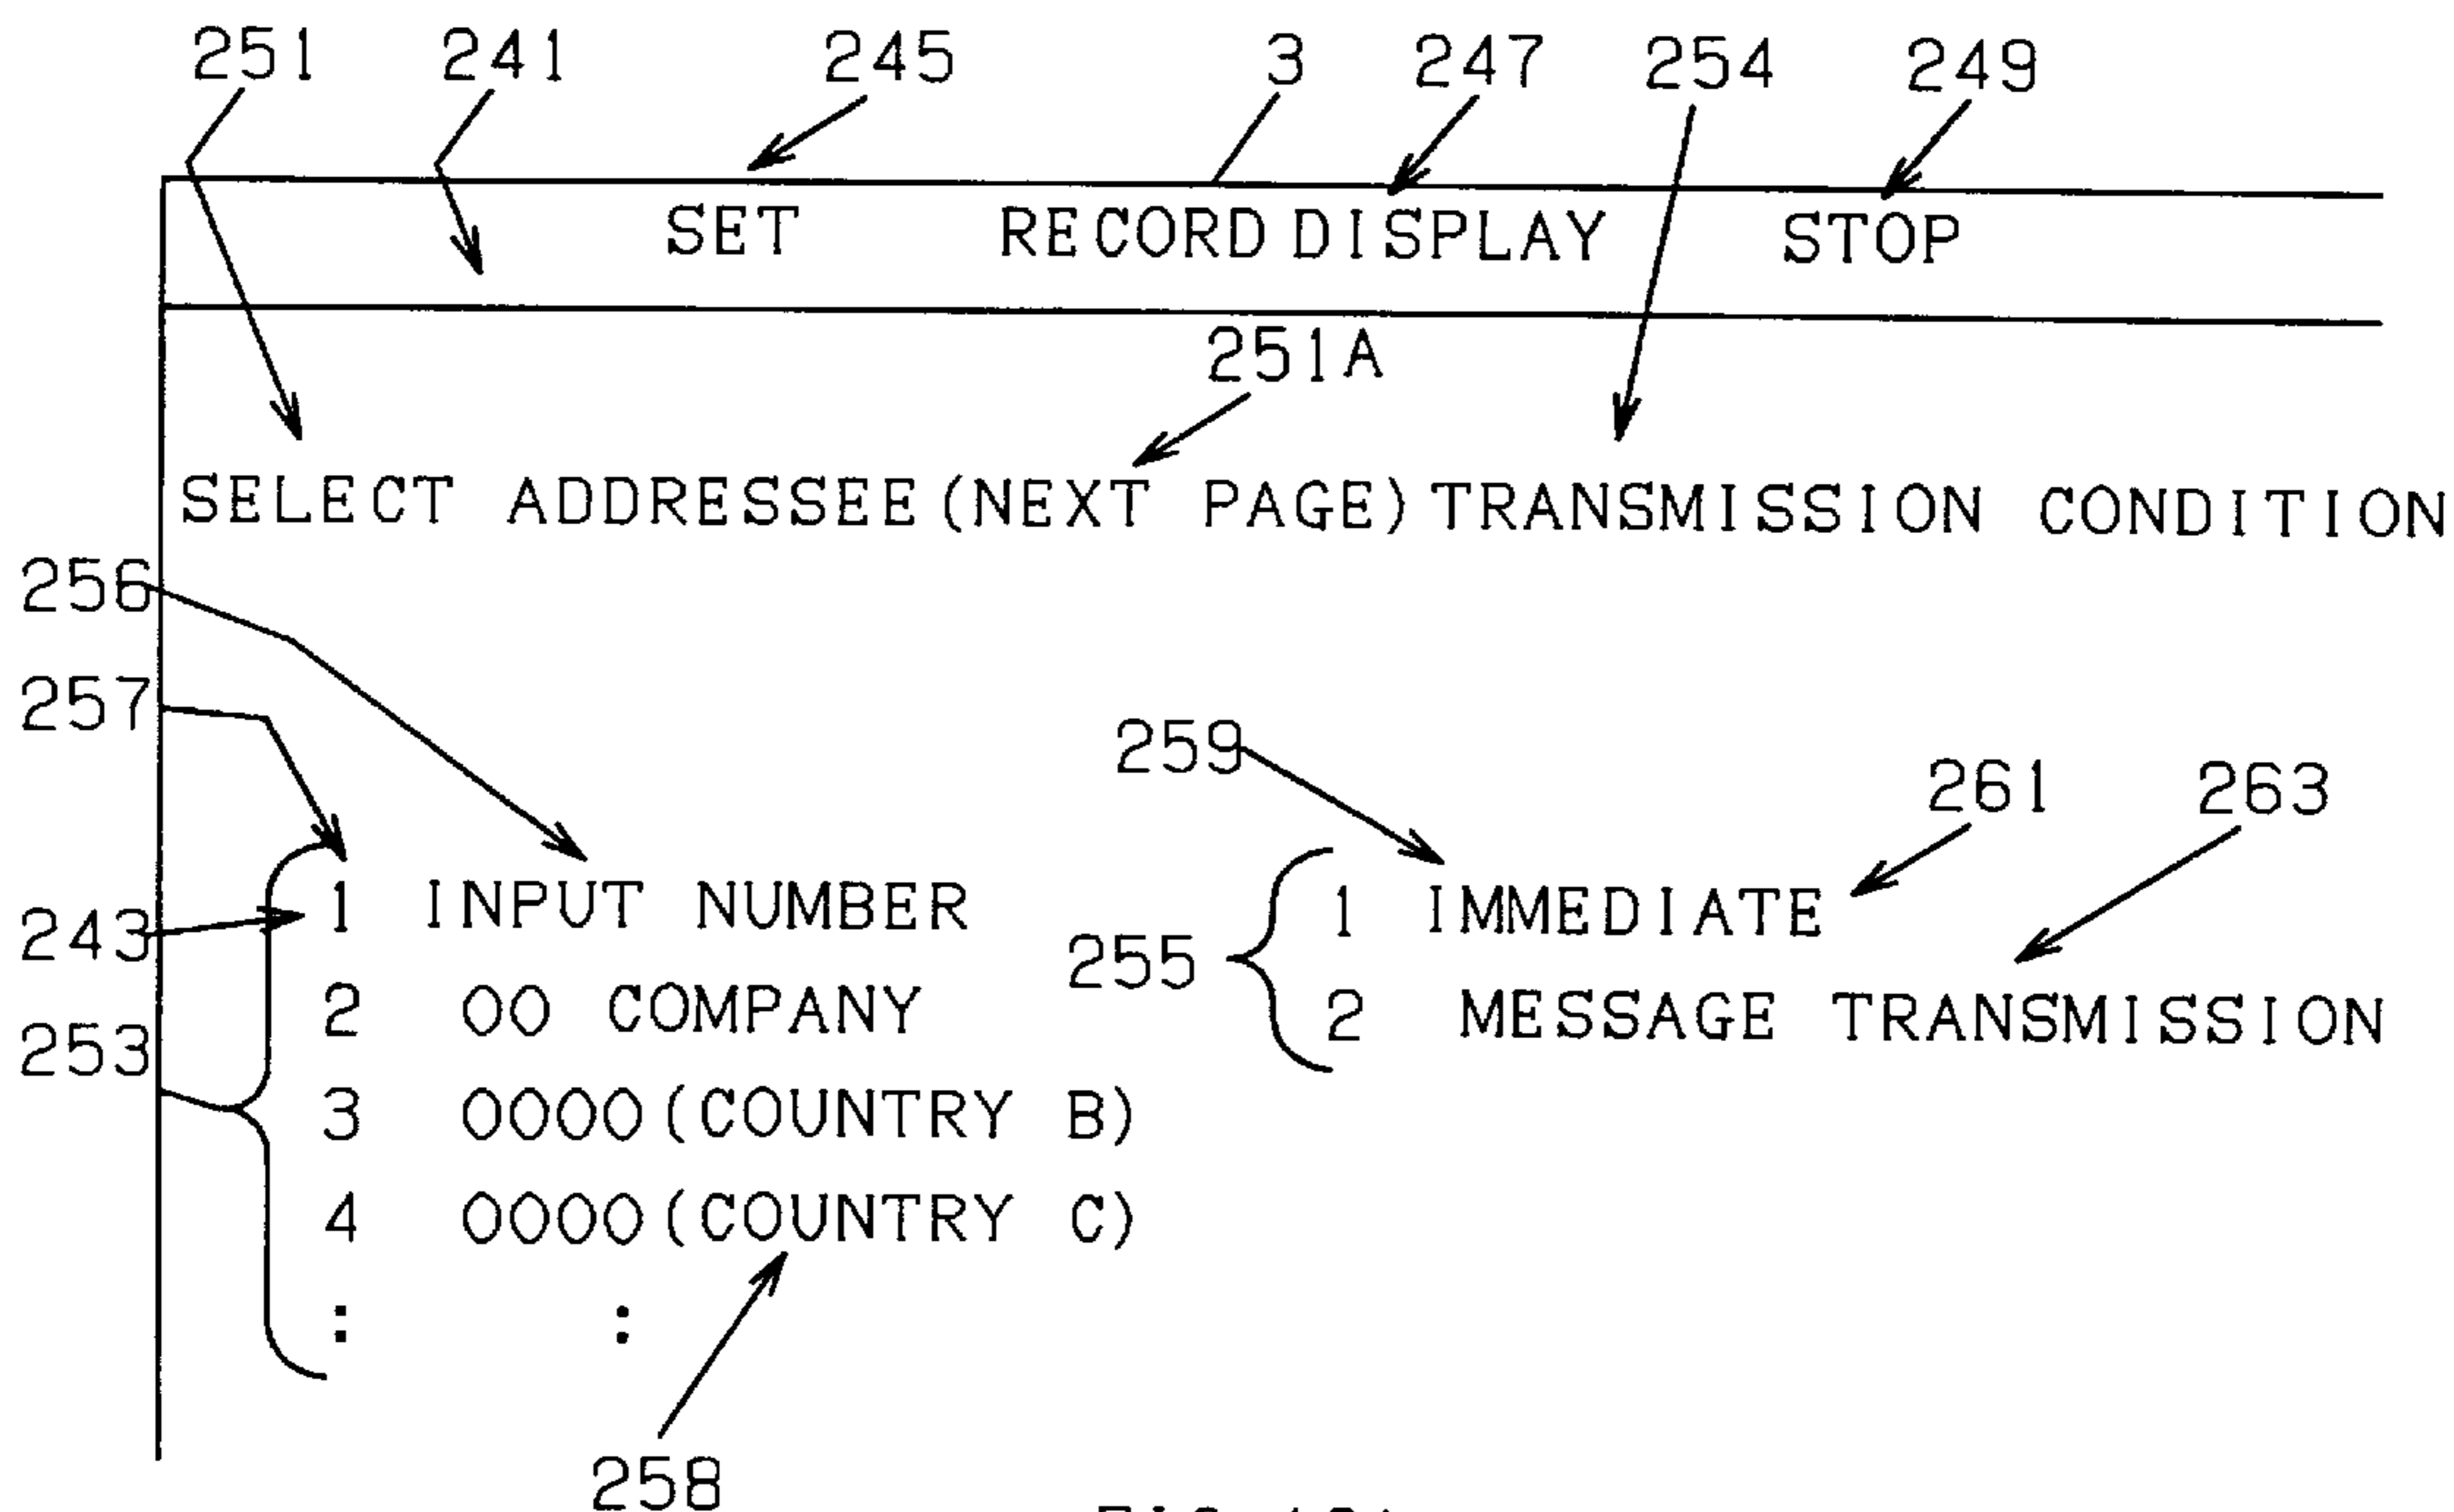 251 241 245 3 247 254 249
SET RECORD DISPLAY STOP
251A
SELECT ADDRESSEE (NEXT PAGE) TRANSMISSION CONDITION
256
257
259 261 263
1 INPUT NUMBER 1 IMMEDIATE
243
255
2 OO COMPANY 2 MESSAGE TRANSMISSION
253
3 OOOO (COUNTRY B)
4 OOOO (COUNTRY C)
: :
258